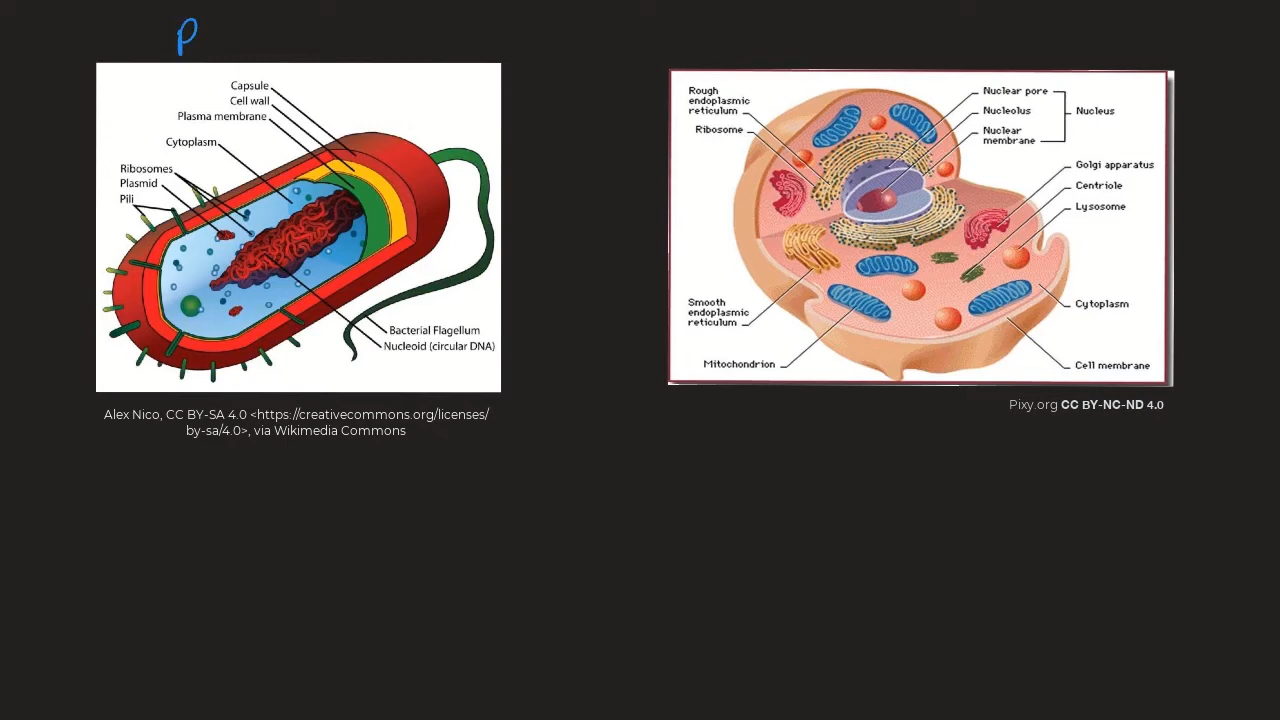 P
Capsule
Cell wall
Plasma membrane
Cytoplasm
Ribosomes
Plasmid
Pili
Bacterial Flagellum
Nucleoid (circular DNA)
Alex Nico, CC BY-SA 4.0 <https://creativecommons.org/licenses/
by-sa/4.0>, via Wikimedia Commons
Rough
endoplasmic
reticulum
Ribosome
Smooth
endoplasmic
reticulum
Mitochondrion
Nuclear pore
Nucleolus
Nuclear
membrane
Nucleus
Golgi apparatus
Centriole
Lysosome
Cytoplasm
Cell membrane
Pixy.org CC BY-NC-ND 4.0